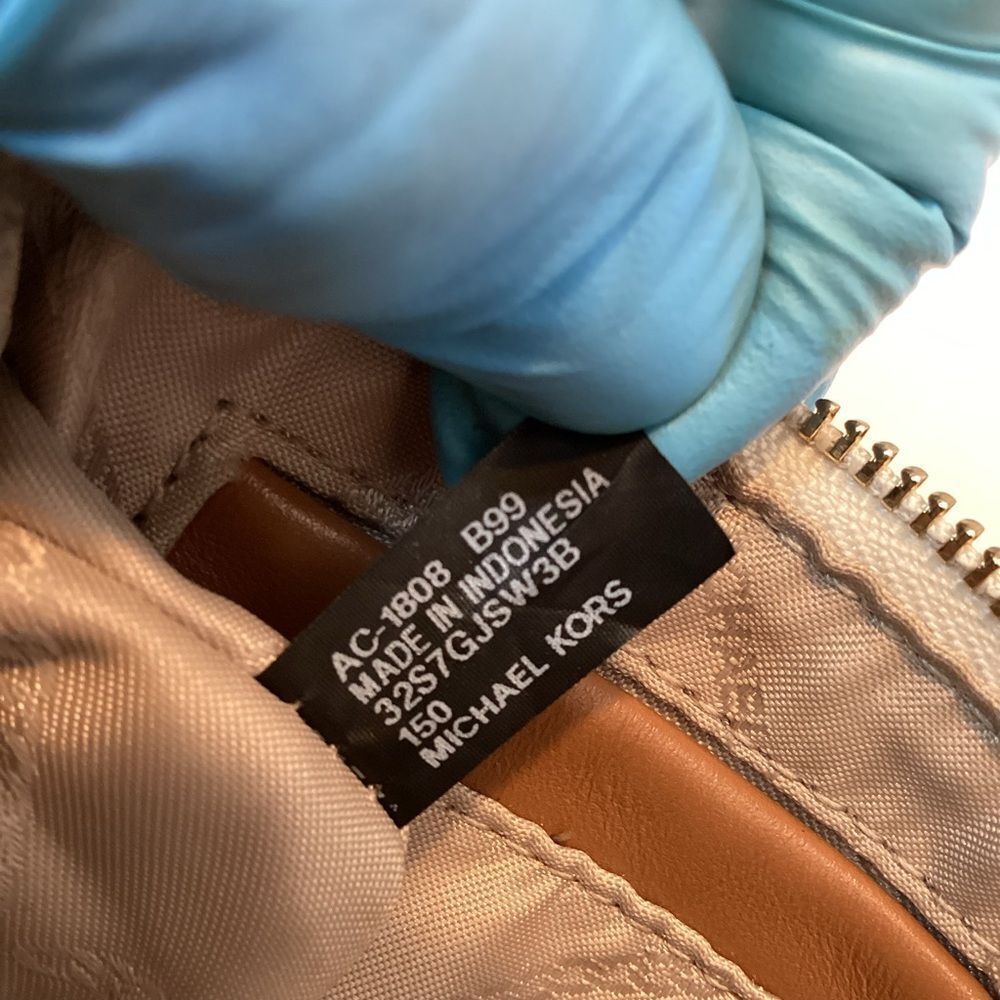 AC-1808 B99
MADE IN INDONESIA
32S7GJSW3B
150
MICHAEL KORS